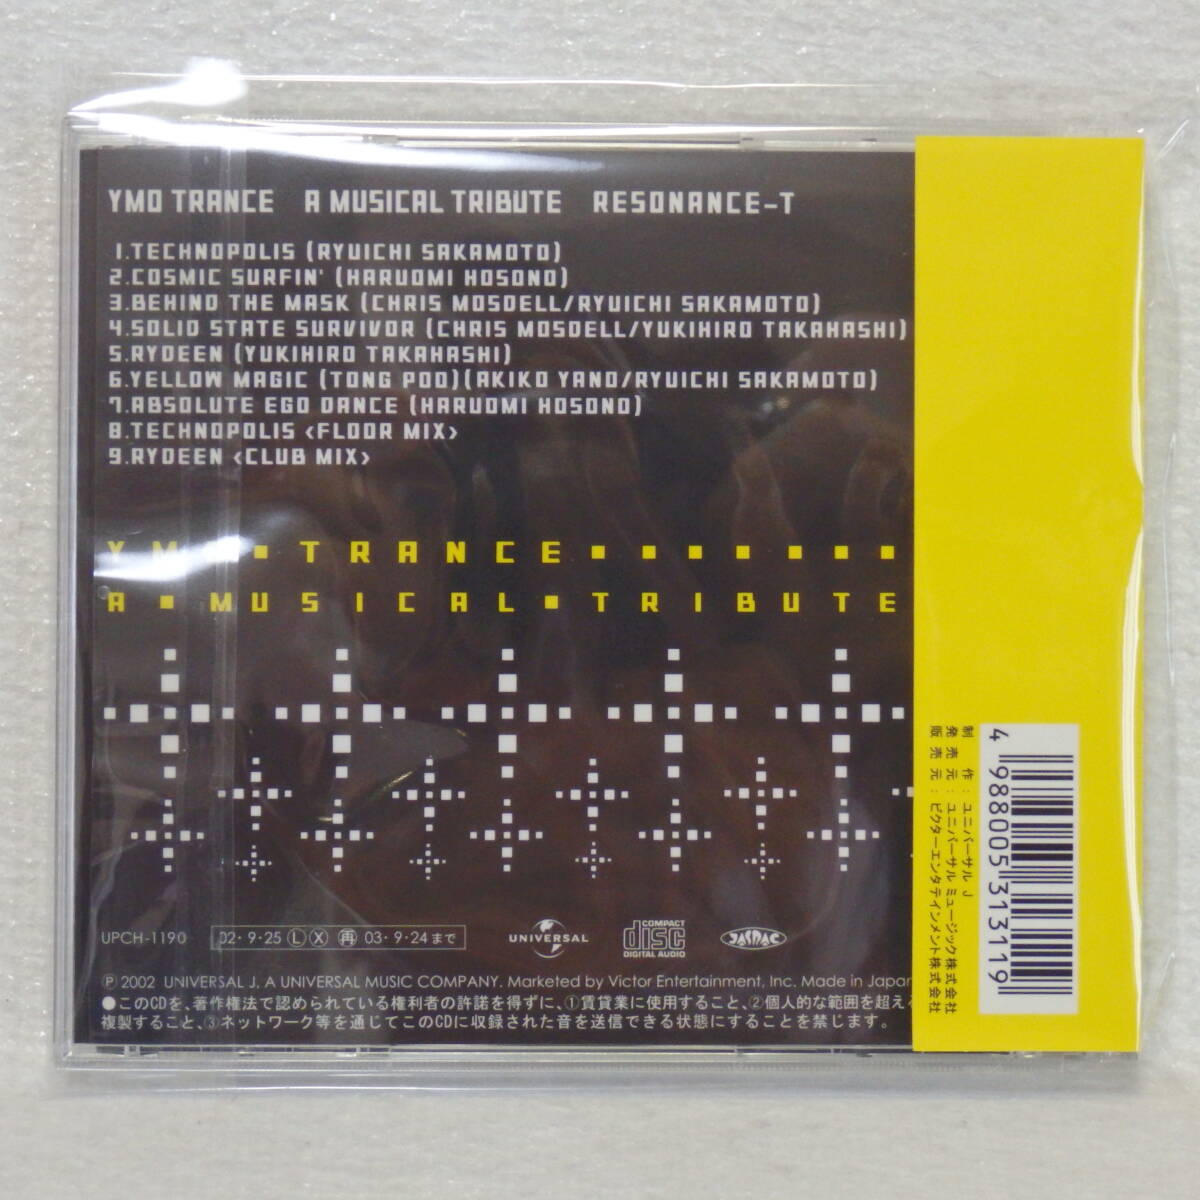 YMO TRANCE A MUSICAL TRIBUTE RESONANCE-T
1.TECHNOPOLIS (RYUICHI SAKAMOTO)
2.COSMIC SURFIN' (HARUOMI HOSONO)
3.BEHIND THE MASK (CHRIS MOSDELL/RYUICHI SAKAMOTO)
4.SOLID STATE SURVIVOR (CHRIS MOSDELL/YUKIHIRO TAKAHASHI)
5.RYDEEN (YUKIHIRO TAKAHASHI)
6.YELLOW MAGIC (TONG POO)(AKIKO YANO/RYUICHI SAKAMOTO)
7.ABSOLUTE EGO DANCE (HARUOMI HOSONO)
8.TECHNOPOLIS <FLOOR MIX>
9.RYDEEN <CLUB MIX>
YMO▪TRANCE▪▪▪▪▪▪▪
A▪MUSICAL▪TRIBUTE
UPCH-1190 02・9・25 Ⓛ Ⓧ ㊢ 03・9・24まで
UNIVERSAL
COMPACT
disc
DIGITAL AUDIO
JASRAC
Ⓟ 2002 UNIVERSAL J, A UNIVERSAL MUSIC COMPANY. Marketed by Victor Entertainment, Inc. Made in Japan
●このCDを、著作権法で認められている権利者の許諾を得ずに、①賃貸業に使用すること、②個人的な範囲を超え
複製すること、③ネットワーク等を通じてこのCDに収録された音を送信できる状態にすることを禁じます。
4 988005 313119
制 作：ユニバーサル J
発売元：ユニバーサル ミュージック株式会社
販売元：ビクターエンタテインメント株式会社